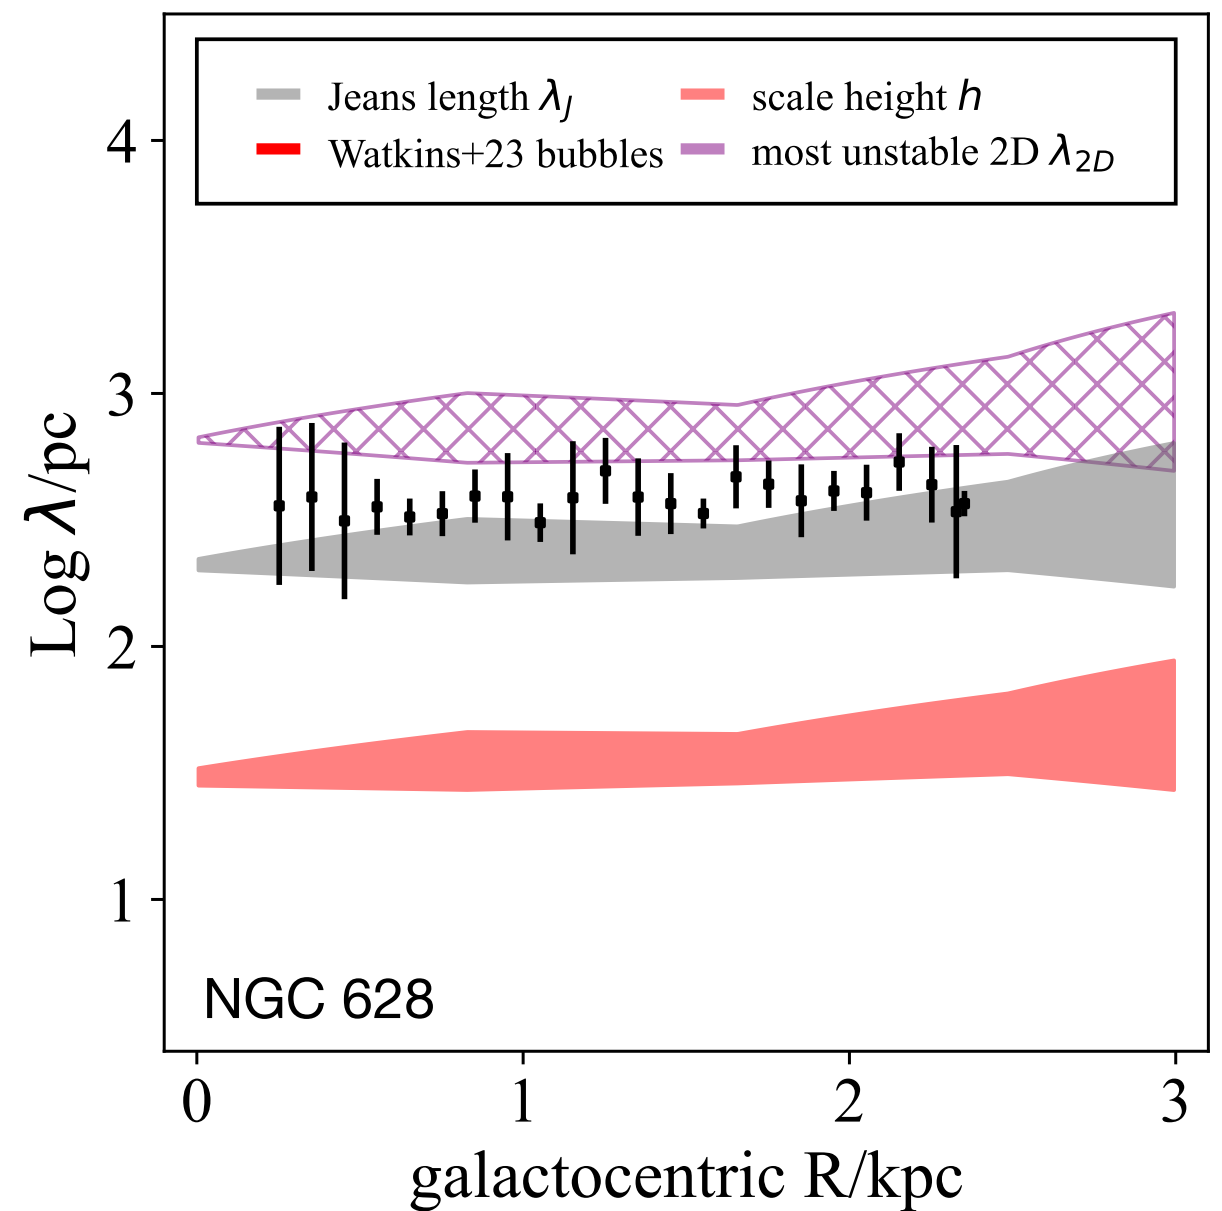 Jeans length λJ
scale height h
Watkins+23 bubbles
most unstable 2D λ2D
4
3
2
1
Log λ/pc
NGC 628
0 1 2 3
galactocentric R/kpc